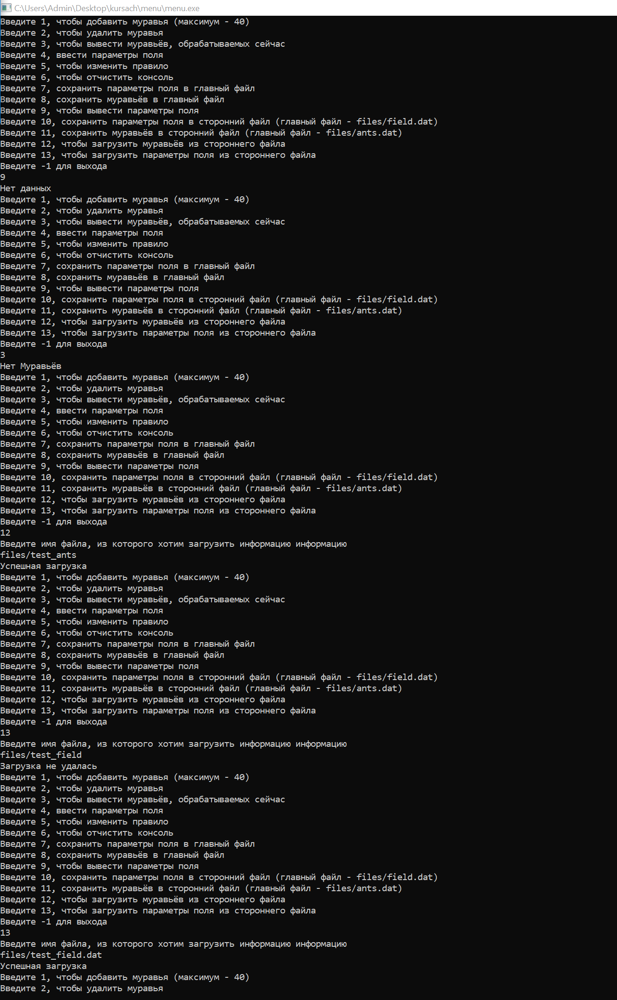 C:\Users\Admin\Desktop\kursach\menu\menu.exe
Введите 1, чтобы добавить муравья (максимум - 40)
Введите 2, чтобы удалить муравья
Введите 3, чтобы вывести муравьёв, обрабатываемых сейчас
Введите 4, ввести параметры поля
Введите 5, чтобы изменить правило
Введите 6, чтобы отчистить консоль
Введите 7, сохранить параметры поля в главный файл
Введите 8, сохранить муравьёв в главный файл
Введите 9, чтобы вывести параметры поля
Введите 10, сохранить параметры поля в сторонний файл (главный файл - files/field.dat)
Введите 11, сохранить муравьёв в сторонний файл (главный файл - files/ants.dat)
Введите 12, чтобы загрузить муравьёв из стороннего файла
Введите 13, чтобы загрузить параметры поля из стороннего файла
Введите -1 для выхода
9
Нет данных
Введите 1, чтобы добавить муравья (максимум - 40)
Введите 2, чтобы удалить муравья
Введите 3, чтобы вывести муравьёв, обрабатываемых сейчас
Введите 4, ввести параметры поля
Введите 5, чтобы изменить правило
Введите 6, чтобы отчистить консоль
Введите 7, сохранить параметры поля в главный файл
Введите 8, сохранить муравьёв в главный файл
Введите 9, чтобы вывести параметры поля
Введите 10, сохранить параметры поля в сторонний файл (главный файл - files/field.dat)
Введите 11, сохранить муравьёв в сторонний файл (главный файл - files/ants.dat)
Введите 12, чтобы загрузить муравьёв из стороннего файла
Введите 13, чтобы загрузить параметры поля из стороннего файла
Введите -1 для выхода
3
Нет Муравьёв
Введите 1, чтобы добавить муравья (максимум - 40)
Введите 2, чтобы удалить муравья
Введите 3, чтобы вывести муравьёв, обрабатываемых сейчас
Введите 4, ввести параметры поля
Введите 5, чтобы изменить правило
Введите 6, чтобы отчистить консоль
Введите 7, сохранить параметры поля в главный файл
Введите 8, сохранить муравьёв в главный файл
Введите 9, чтобы вывести параметры поля
Введите 10, сохранить параметры поля в сторонний файл (главный файл - files/field.dat)
Введите 11, сохранить муравьёв в сторонний файл (главный файл - files/ants.dat)
Введите 12, чтобы загрузить муравьёв из стороннего файла
Введите 13, чтобы загрузить параметры поля из стороннего файла
Введите -1 для выхода
12
Введите имя файла, из которого хотим загрузить информацию информацию
files/test_ants
Успешная загрузка
Введите 1, чтобы добавить муравья (максимум - 40)
Введите 2, чтобы удалить муравья
Введите 3, чтобы вывести муравьёв, обрабатываемых сейчас
Введите 4, ввести параметры поля
Введите 5, чтобы изменить правило
Введите 6, чтобы отчистить консоль
Введите 7, сохранить параметры поля в главный файл
Введите 8, сохранить муравьёв в главный файл
Введите 9, чтобы вывести параметры поля
Введите 10, сохранить параметры поля в сторонний файл (главный файл - files/field.dat)
Введите 11, сохранить муравьёв в сторонний файл (главный файл - files/ants.dat)
Введите 12, чтобы загрузить муравьёв из стороннего файла
Введите 13, чтобы загрузить параметры поля из стороннего файла
Введите -1 для выхода
13
Введите имя файла, из которого хотим загрузить информацию информацию
files/test_field
Загрузка не удалась
Введите 1, чтобы добавить муравья (максимум - 40)
Введите 2, чтобы удалить муравья
Введите 3, чтобы вывести муравьёв, обрабатываемых сейчас
Введите 4, ввести параметры поля
Введите 5, чтобы изменить правило
Введите 6, чтобы отчистить консоль
Введите 7, сохранить параметры поля в главный файл
Введите 8, сохранить муравьёв в главный файл
Введите 9, чтобы вывести параметры поля
Введите 10, сохранить параметры поля в сторонний файл (главный файл - files/field.dat)
Введите 11, сохранить муравьёв в сторонний файл (главный файл - files/ants.dat)
Введите 12, чтобы загрузить муравьёв из стороннего файла
Введите 13, чтобы загрузить параметры поля из стороннего файла
Введите -1 для выхода
13
Введите имя файла, из которого хотим загрузить информацию информацию
files/test_field.dat
Успешная загрузка
Введите 1, чтобы добавить муравья (максимум - 40)
Введите 2, чтобы удалить муравья